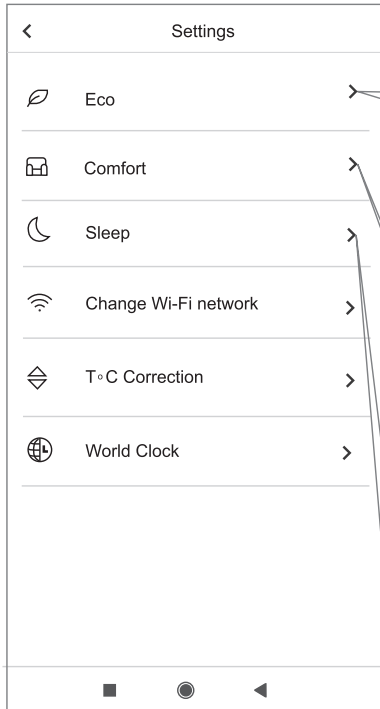 Settings
Eco
Comfort
Sleep
Change Wi-Fi network
T∘C Correction
World Clock